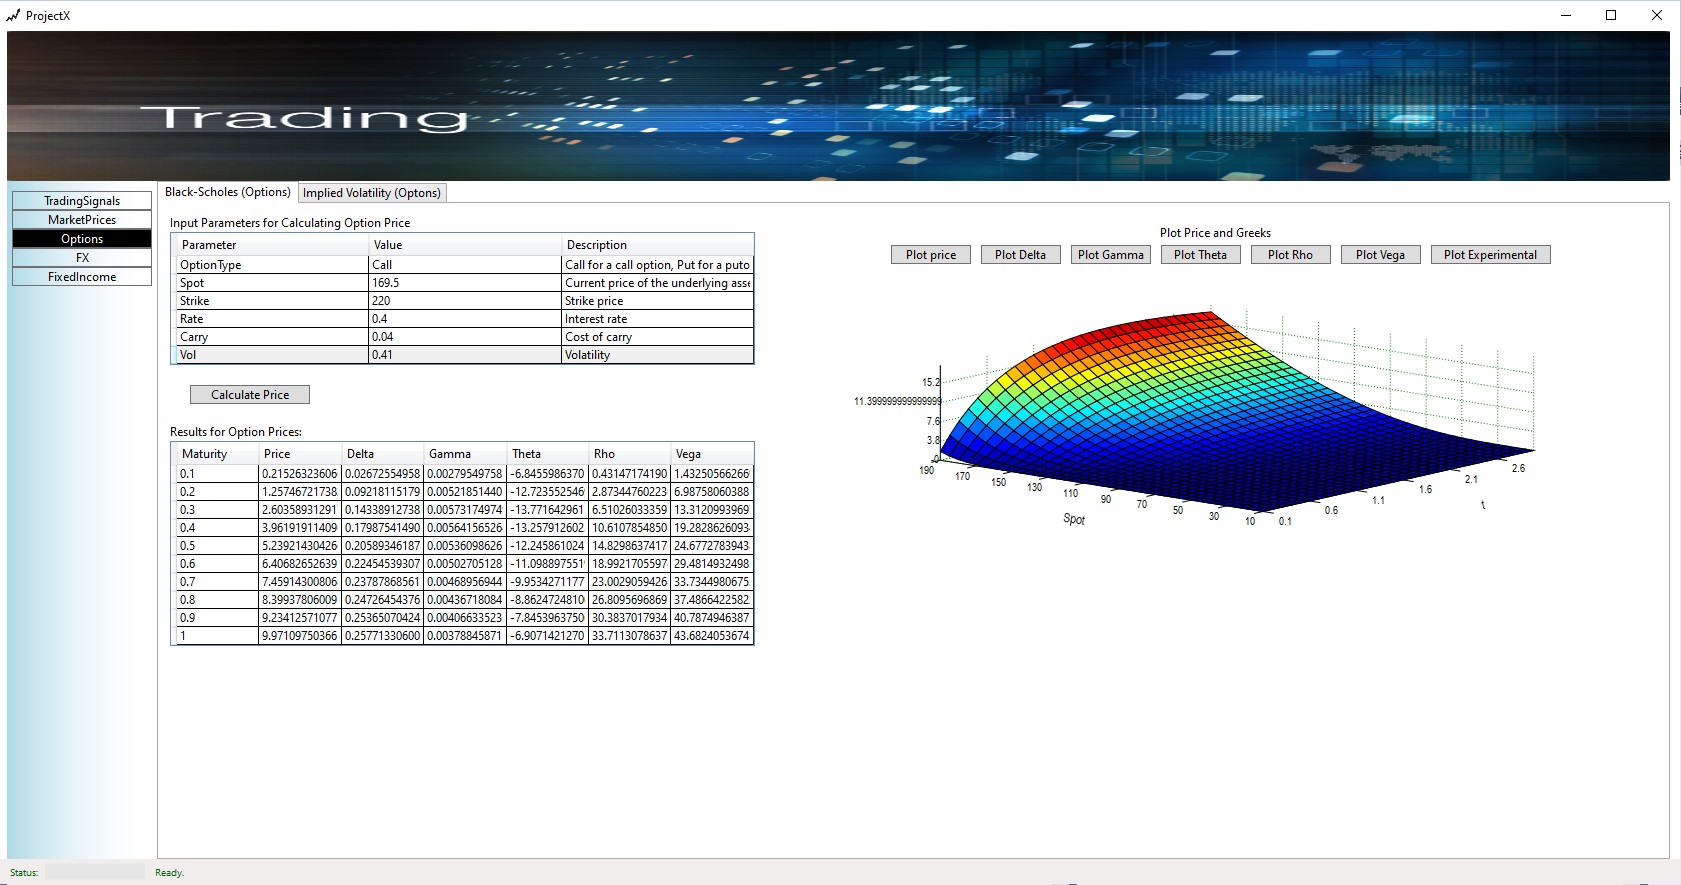 ProjectX
Trading
TradingSignals
MarketPrices
Options
FX
FixedIncome
Black-Scholes (Options) Implied Volatility (Optons)
Input Parameters for Calculating Option Price
Parameter Value Description
OptionType Call Call for a call option, Put for a puto
Spot 169.5 Current price of the underlying asse
Strike 220 Strike price
Rate 0.4 Interest rate
Carry 0.04 Cost of carry
Vol 0.41 Volatility
Calculate Price
Results for Option Prices:
Maturity Price Delta Gamma Theta Rho Vega
0.1 0.21526323606 0.02672554958 0.00279549758 -6.8455986370 0.43147174190 1.43250566266
0.2 1.25746721738 0.09218115179 0.00521851440 -12.723552546 2.87344760223 6.98758060388
0.3 2.60358931291 0.14338912738 0.00573174974 -13.771642961 6.51026033359 13.3120993969
0.4 3.96191911409 0.17987541490 0.00564156526 -13.257912602 10.6107854850 19.2828626093
0.5 5.23921430426 0.20589346187 0.00536098626 -12.245861024 14.8298637417 24.6772783943
0.6 6.40682652639 0.22454539307 0.00502705128 -11.098897551 18.9921705597 29.4814932498
0.7 7.45914300806 0.23787868561 0.00468956944 -9.9534271177 23.0029059426 33.7344980675
0.8 8.39937806009 0.24726454376 0.00436718084 -8.8624724810 26.8095696869 37.4866422582
0.9 9.23412571077 0.25365070424 0.00406633523 -7.8453963750 30.3837017934 40.7874946387
1 9.97109750366 0.25771330600 0.00378845871 -6.9071421270 33.7113078637 43.6824053674
Plot Price and Greeks
Plot price Plot Delta Plot Gamma Plot Theta Plot Rho Plot Vega Plot Experimental
15.2
11.399999999999999
7.6
3.8
0
190 170 150 130 110 90 70 50 30 10
Spot
0.1 0.6 1.1 1.6 2.1 2.6
t
Status: Ready.